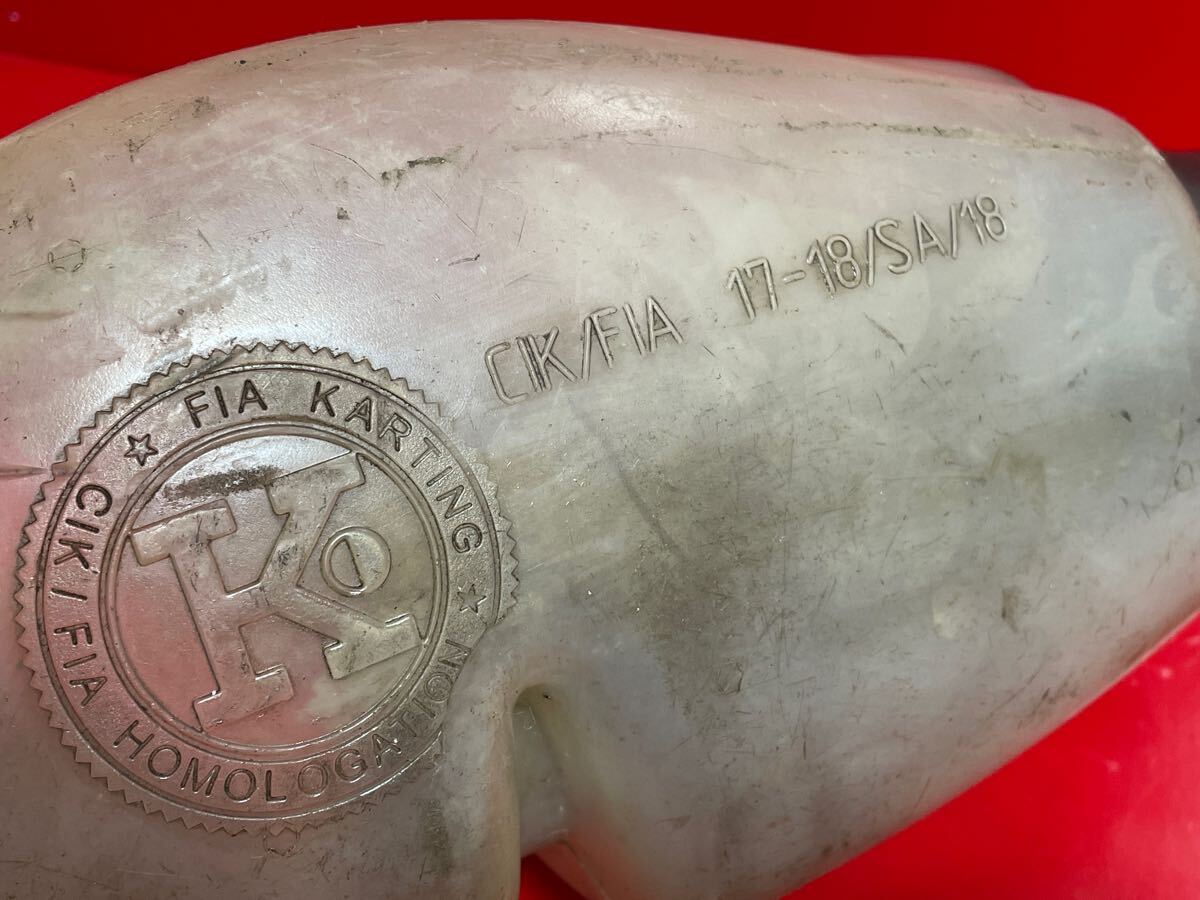 CIK/FIA 17-18/SA/18
FIA KARTING
CIK / FIA HOMOLOGATION
K